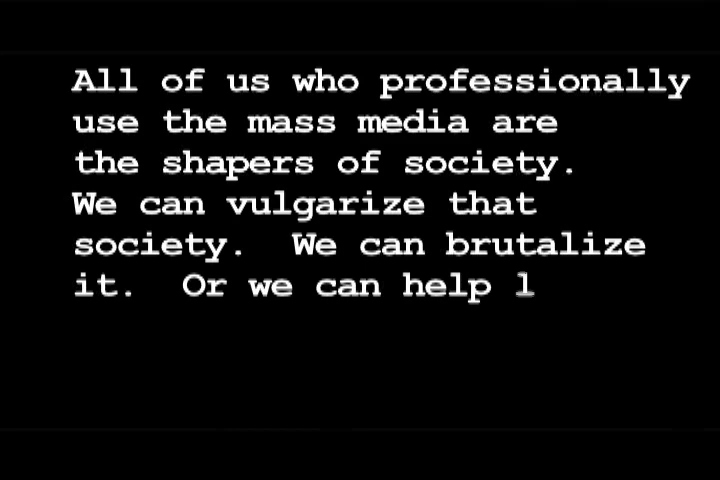 All of us who professionally
use the mass media are
the shapers of society.
We can vulgarize that
society.  We can brutalize
it.  Or we can help l